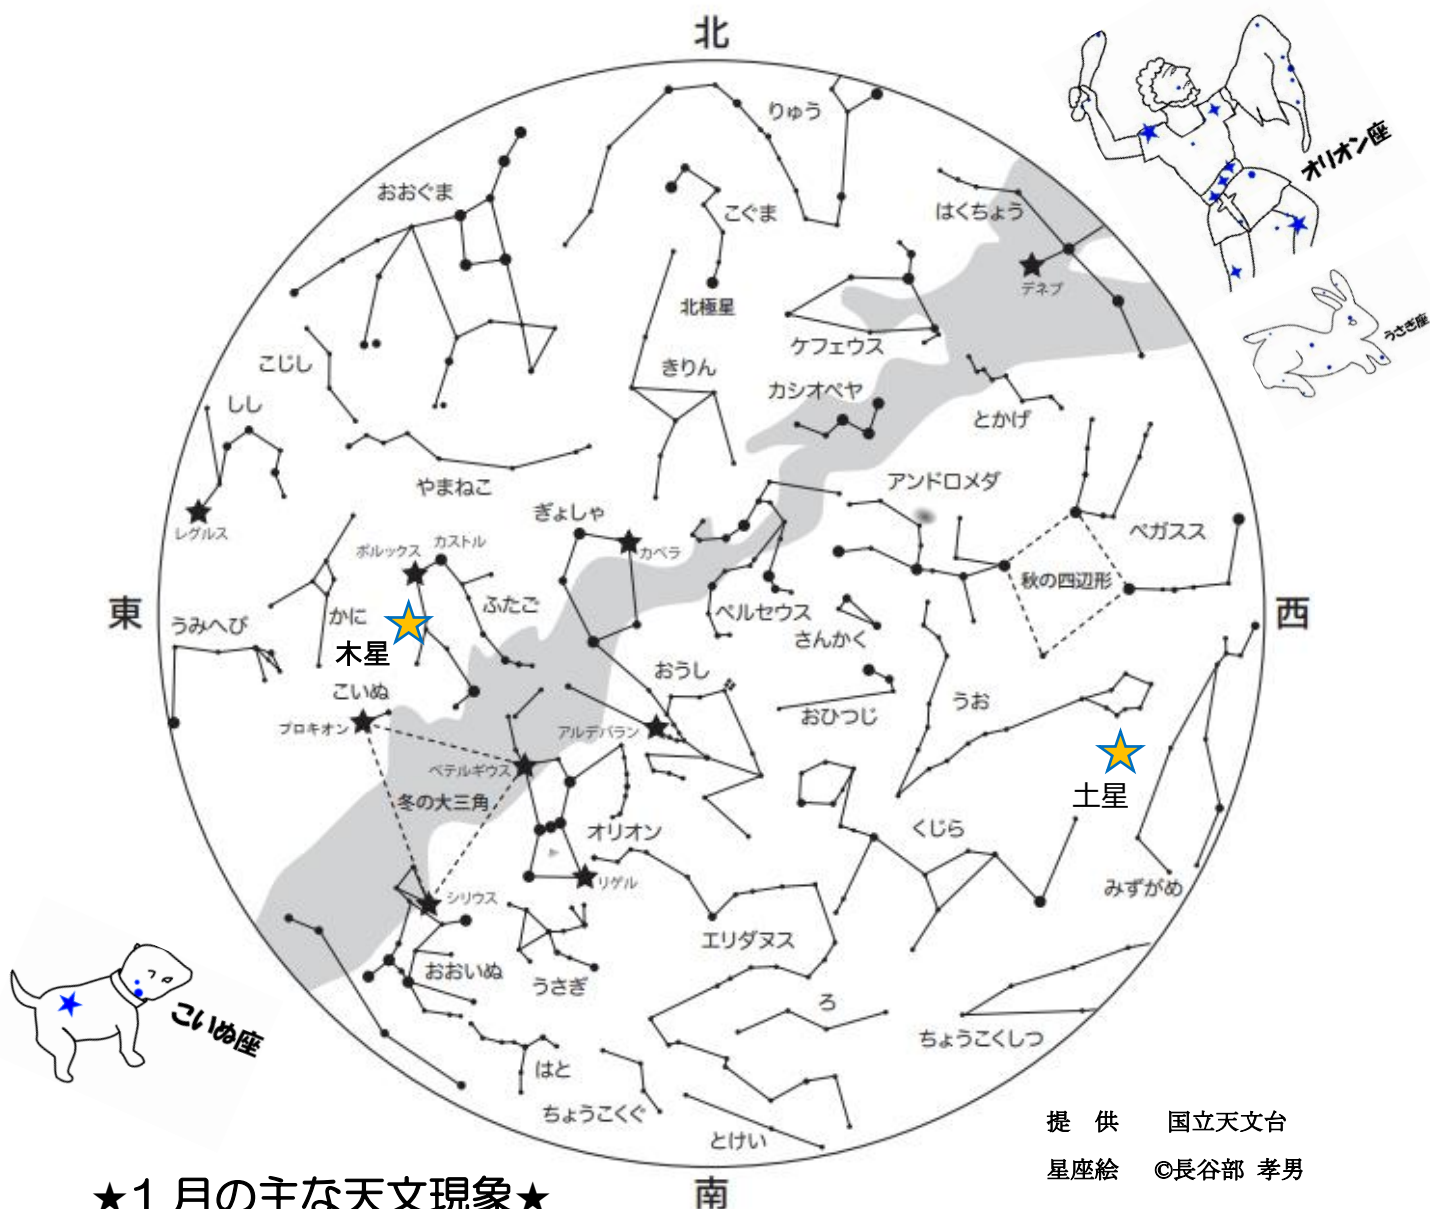 北
りゅう
おおぐま
こぐま
はくちょう
オリオン座
デネブ
北極星
ケフェウス
うさぎ座
こじし
きりん
カシオペヤ
しし
とかげ
やまねこ
アンドロメダ
レグルス
ぎょしゃ
ペガスス
ポルックス
カストル
カペラ
秋の四辺形
東
うみへび
かに
ふたご
ペルセウス
さんかく
西
木星
こいぬ
おうし
おひつじ
うお
プロキオン
アルデバラン
ベテルギウス
土星
冬の大三角
オリオン
くじら
リゲル
みずがめ
シリウス
エリダヌス
おおいぬ
うさぎ
ろ
こいぬ座
ちょうこくしつ
はと
ちょうこくぐ
とけい
提 供 国立天文台
星座絵 ©長谷部 孝男
南
★1月の主な天文現象★